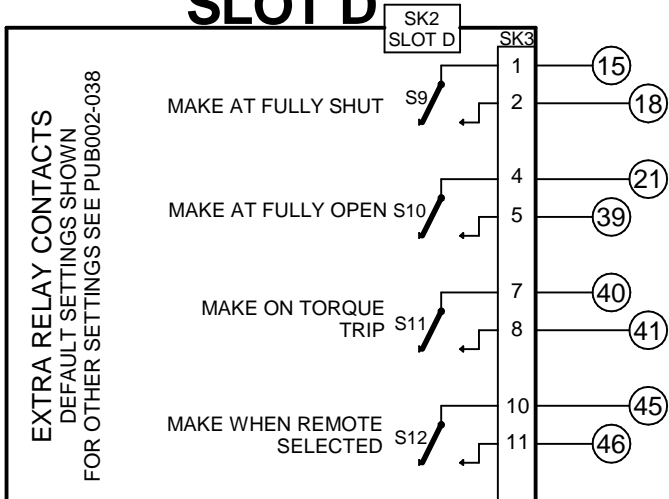 SLOT D
SK2
SLOT D
SK3
EXTRA RELAY CONTACTS
DEFAULT SETTINGS SHOWN
FOR OTHER SETTINGS SEE PUB002-038
MAKE AT FULLY SHUT S9 1 15
2 18
MAKE AT FULLY OPEN S10 4 21
5 39
MAKE ON TORQUE
TRIP S11 7 40
8 41
MAKE WHEN REMOTE
SELECTED S12 10 45
11 46